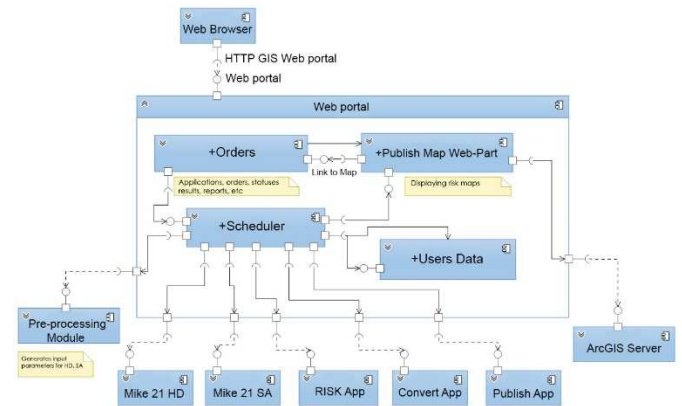 Web Browser
HTTP GIS Web portal
Web portal
Web portal
+Orders
+Publish Map Web-Part
Link to Map
Applications, orders, statuses
results, reports, etc
Displaying risk maps
+Scheduler
+Users Data
Pre-processing
Module
ArcGIS Server
Generates input
parameters for HD, SA
Mike 21 HD
Mike 21 SA
RISK App
Convert App
Publish App